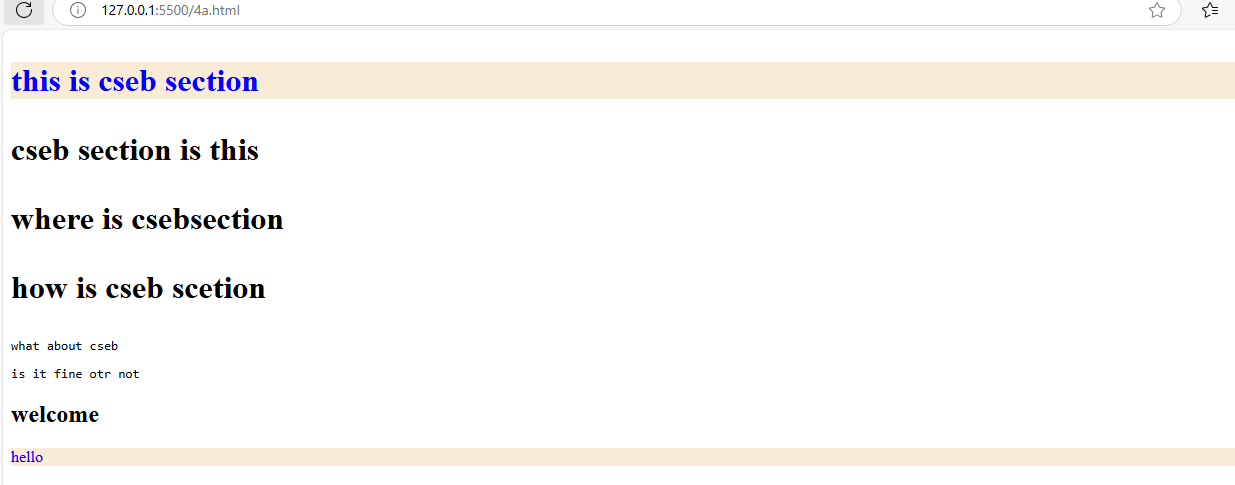 127.0.0.1:5500/4a.html
this is cseb section
cseb section is this
where is csebsection
how is cseb scetion
what about cseb
is it fine otr not
welcome
hello